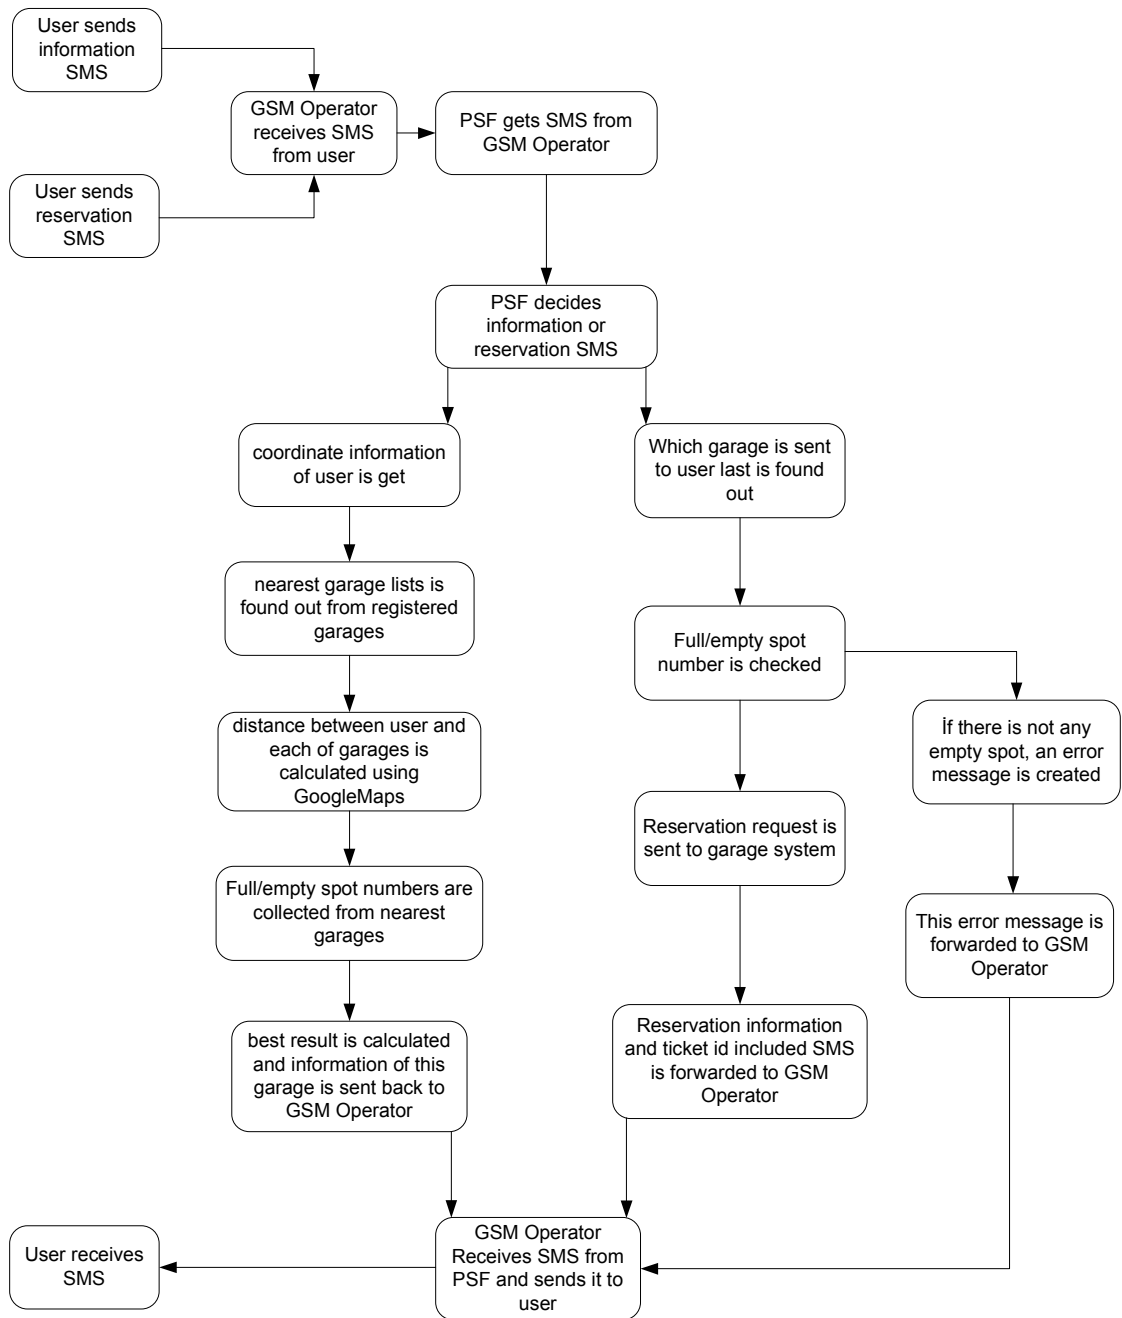 User sends
information
SMS
GSM Operator
receives SMS
from user
PSF gets SMS from
GSM Operator
User sends
reservation
SMS
PSF decides
information or
reservation SMS
coordinate information
of user is get
Which garage is sent
to user last is found
out
nearest garage lists is
found out from registered
garages
Full/empty spot
number is checked
distance between user and
each of garages is
calculated using
GoogleMaps
İf there is not any
empty spot, an error
message is created
Reservation request is
sent to garage system
Full/empty spot numbers are
collected from nearest
garages
This error message is
forwarded to GSM
Operator
best result is calculated
and information of this
garage is sent back to
GSM Operator
Reservation information
and ticket id included SMS
is forwarded to GSM
Operator
User receives
SMS
GSM Operator
Receives SMS from
PSF and sends it to
user